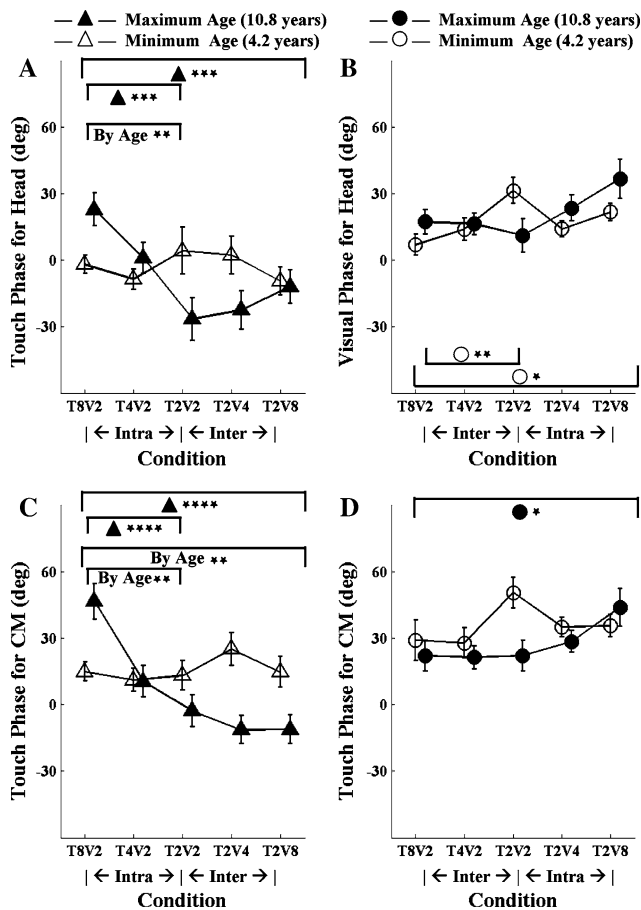 Maximum Age (10.8 years)
Minimum Age (4.2 years)
Maximum Age (10.8 years)
Minimum Age (4.2 years)
A
***
***
By Age **
Touch Phase for Head (deg)
60
30
0
-30
T8V2 T4V2 T2V2 T2V4 T2V8
| ← Intra → | ← Inter → |
Condition
B
Visual Phase for Head (deg)
60
30
0
-30
**
*
T8V2 T4V2 T2V2 T2V4 T2V8
| ← Inter → | ← Intra → |
Condition
C
****
****
By Age **
By Age **
Touch Phase for CM (deg)
60
30
0
-30
T8V2 T4V2 T2V2 T2V4 T2V8
| ← Intra → | ← Inter → |
Condition
D
*
Touch Phase for CM (deg)
60
30
0
-30
T8V2 T4V2 T2V2 T2V4 T2V8
| ← Inter → | ← Intra → |
Condition